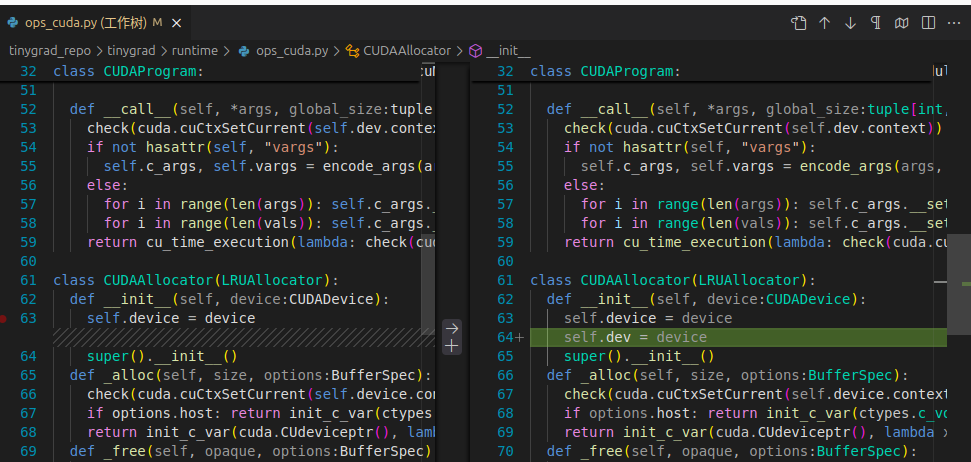 ops_cuda.py (工作树) M
tinygrad_repo > tinygrad > runtime > ops_cuda.py > CUDAAllocator > __init__
32 class CUDAProgram:
51
52 def __call__(self, *args, global_size:tuple
53 check(cuda.cuCtxSetCurrent(self.dev.conte
54 if not hasattr(self, "vargs"):
55 self.c_args, self.vargs = encode_args(a
56 else:
57 for i in range(len(args)): self.c_args._
58 for i in range(len(vals)): self.c_args._
59 return cu_time_execution(lambda: check(cud
60
61 class CUDAAllocator(LRUAllocator):
62 def __init__(self, device:CUDADevice):
63 self.device = device
64 super().__init__()
65 def _alloc(self, size, options:BufferSpec):
66 check(cuda.cuCtxSetCurrent(self.device.co
67 if options.host: return init_c_var(ctypes
68 return init_c_var(cuda.CUdeviceptr(), lam
69 def _free(self, opaque, options:BufferSpec)
32 class CUDAProgram:
51
52 def __call__(self, *args, global_size:tuple[int,
53 check(cuda.cuCtxSetCurrent(self.dev.context))
54 if not hasattr(self, "vargs"):
55 self.c_args, self.vargs = encode_args(args,
56 else:
57 for i in range(len(args)): self.c_args.__set
58 for i in range(len(vals)): self.c_args.__set
59 return cu_time_execution(lambda: check(cuda.cu
60
61 class CUDAAllocator(LRUAllocator):
62 def __init__(self, device:CUDADevice):
63 self.device = device
64+ self.dev = device
65 super().__init__()
66 def _alloc(self, size, options:BufferSpec):
67 check(cuda.cuCtxSetCurrent(self.device.context
68 if options.host: return init_c_var(ctypes.c_vo
69 return init_c_var(cuda.CUdeviceptr(), lambda x
70 def _free(self, opaque, options:BufferSpec):